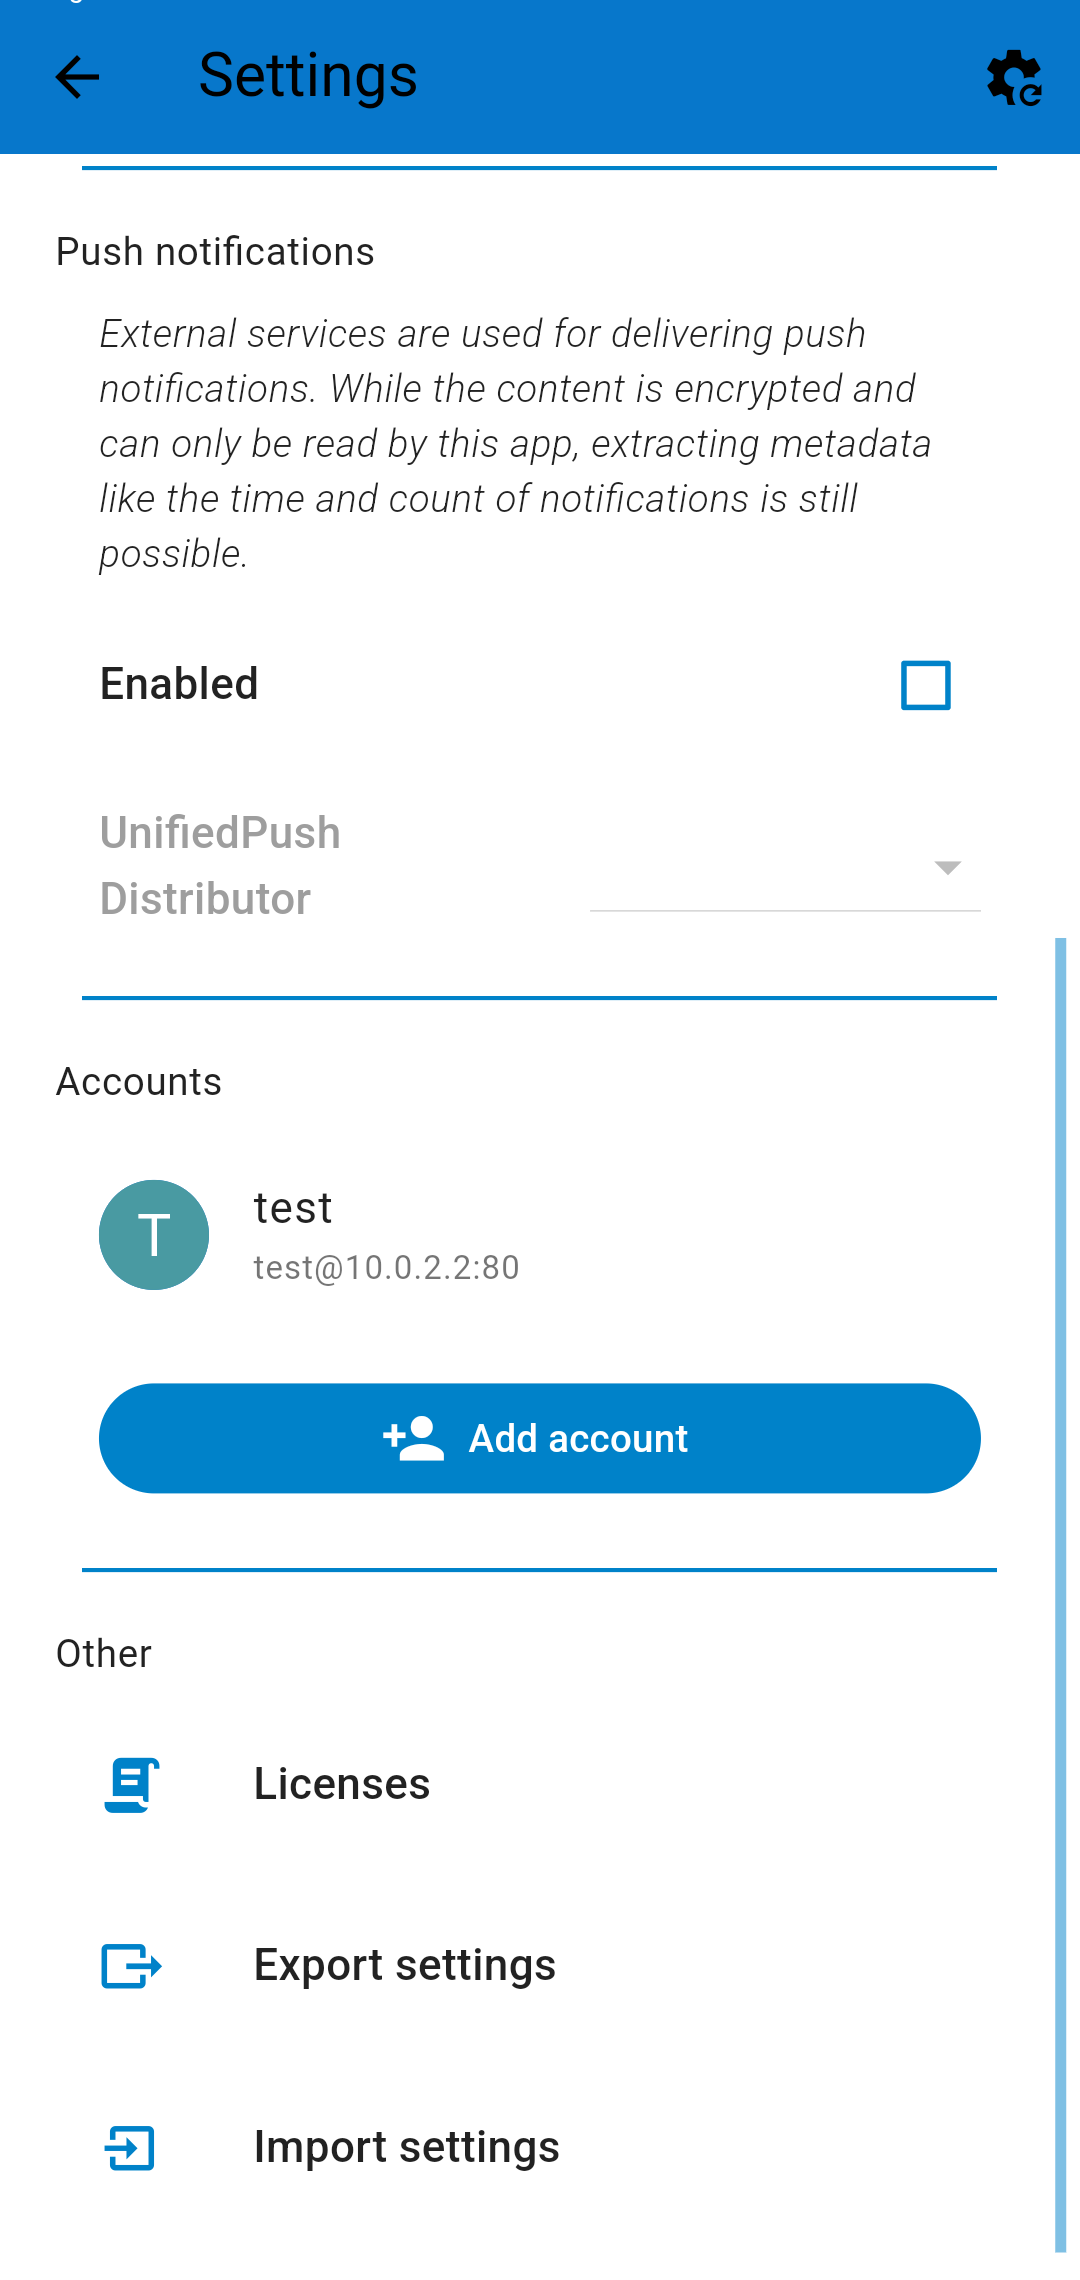 Settings
Push notifications
External services are used for delivering push
notifications. While the content is encrypted and
can only be read by this app, extracting metadata
like the time and count of notifications is still
possible.
Enabled
UnifiedPush
Distributor
Accounts
T
test
test@10.0.2.2:80
Add account
Other
Licenses
Export settings
Import settings